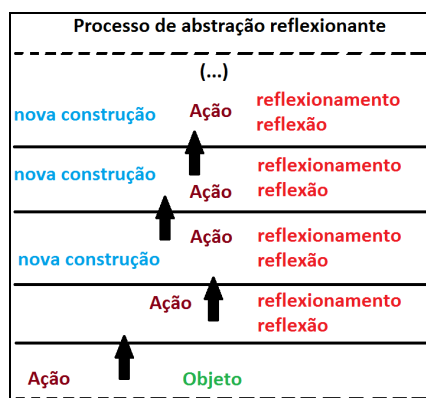 Processo de abstração reflexionante
(...)
nova construção Ação reflexionamento
reflexão
nova construção Ação reflexionamento
reflexão
Ação reflexionamento
nova construção reflexão
Ação reflexionamento
reflexão
Ação Objeto